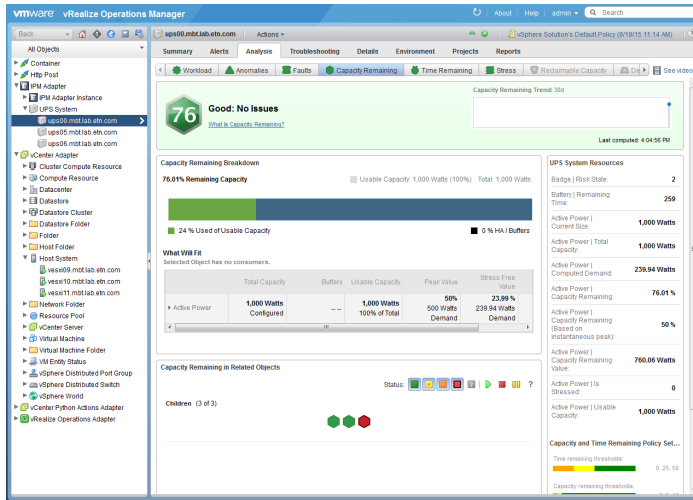 vmware vRealize Operations Manager
About Help admin Search
Back
ups00.mbt.lab.etn.com Actions
vSphere Solution's Default Policy (8/19/15 11:14 AM)
All Objects
Container
Http Post
IPM Adapter
IPM Adapter Instance
UPS System
ups00.mbt.lab.etn.com
ups05.mbt.lab.etn.com
ups06.mbt.lab.etn.com
vCenter Adapter
Cluster Compute Resource
Compute Resource
Datacenter
Datastore
Datastore Cluster
Datastore Folder
Folder
Host Folder
Host System
vesxi09.mbt.lab.etn.com
vesxi10.mbt.lab.etn.com
vesxi11.mbt.lab.etn.com
Network Folder
Resource Pool
vCenter Server
Virtual Machine
Virtual Machine Folder
VM Entity Status
vSphere Distributed Port Group
vSphere Distributed Switch
vSphere World
vCenter Python Actions Adapter
vRealize Operations Adapter
Summary Alerts Analysis Troubleshooting Details Environment Projects Reports
Workload Anomalies Faults Capacity Remaining Time Remaining Stress Reclaimable Capacity De See video
Capacity Remaining Trend: 30d
76
Good: No Issues
What Is Capacity Remaining?
Last computed: 4:04:56 PM
Capacity Remaining Breakdown
76.01% Remaining Capacity Usable Capacity: 1,000 Watts (100%) Total: 1,000 Watts
24 % Used of Usable Capacity 0 % HA / Buffers
What Will Fit
Selected Object has no consumers.
Total Capacity Buffers Usable Capacity Peak Value Stress Free Value
Active Power
1,000 Watts Configured
-- --
1,000 Watts 100% of Total
50% 500 Watts Demand
23.99 % 239.94 Watts Demand
Capacity Remaining in Related Objects
Status: ?
Children (3 of 3)
UPS System Resources
Badge | Risk State: 2
Battery | Remaining Time: 259
Active Power | Current Size: 1,000 Watts
Active Power | Total Capacity: 1,000 Watts
Active Power | Computed Demand: 239.94 Watts
Active Power | Capacity Remaining: 76.01 %
Active Power | Capacity Remaining (Based on instantaneous peak): 50 %
Active Power | Capacity Remaining Value: 760.06 Watts
Active Power | Is Stressed: 0
Active Power | Usable Capacity: 1,000 Watts
Capacity and Time Remaining Policy Set...
Time remaining thresholds:
0, 25, 50
Capacity remaining thresholds: